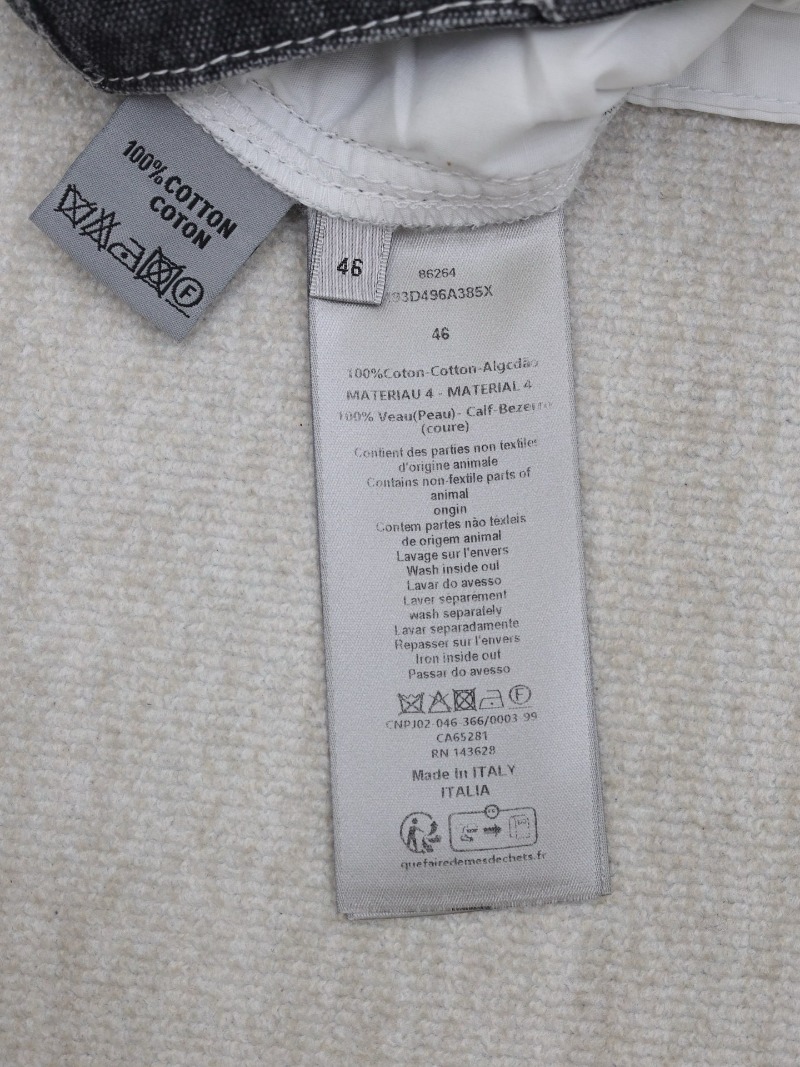 100% COTTON
COTON
F
46
86264
93D496A385X
46
100%Coton-Cotton-Algodão
MATERIAU 4 - MATERIAL 4
100% Veau(Peau)- Calf-Bezerro
(coure)
Contient des parties non textiles
d'origine animale
Contains non-textile parts of
animal
ongin
Contem partes não texleis
de origem animal
Lavage sur l'envers
Wash inside out
Lavar do avesso
Laver separement
wash separately
Lavar separadamente
Repasser sur l'envers
Iron inside out
Passar do avesso
F
CNPJ02-046-366/0003-99
CA65281
RN 143628
Made in ITALY
ITALIA
quefairedemesdechets.fr